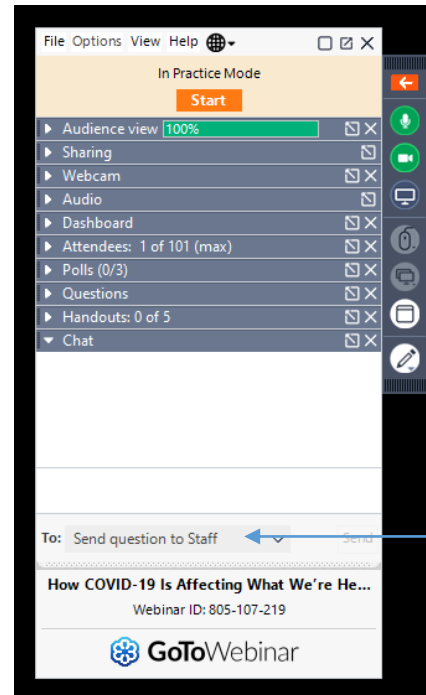 File Options View Help
In Practice Mode
Start
Audience view 100%
Sharing
Webcam
Audio
Dashboard
Attendees: 1 of 101 (max)
Polls (0/3)
Questions
Handouts: 0 of 5
Chat
To: Send question to Staff Send
How COVID-19 Is Affecting What We're He...
Webinar ID: 805-107-219
GoToWebinar